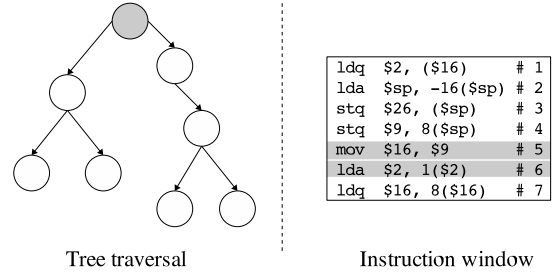 ldq $2, ($16) # 1
lda $sp, -16($sp) # 2
stq $26, ($sp) # 3
stq $9, 8($sp) # 4
mov $16, $9 # 5
lda $2, 1($2) # 6
ldq $16, 8($16) # 7
Tree traversal
Instruction window